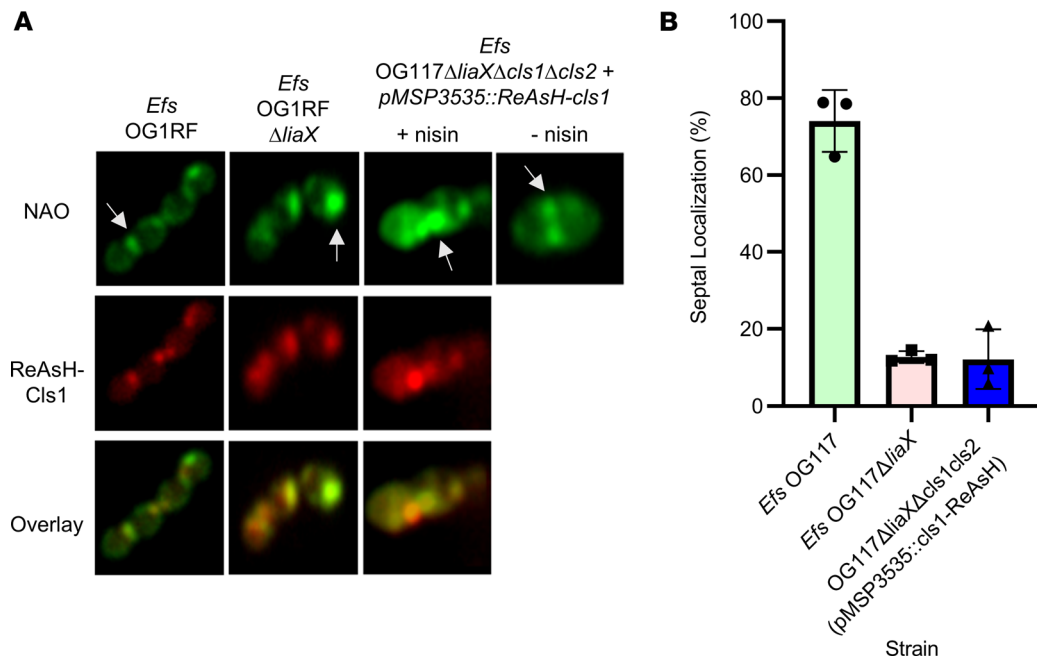 A
Efs
OG1RF
Efs
OG1RF
ΔliaX
Efs
OG117ΔliaXΔcls1Δcls2 +
pMSP3535::ReAsH-cls1
+ nisin
- nisin
NAO
ReAsH-
Cls1
Overlay
B
Septal Localization (%)
100
80
60
40
20
0
Efs OG117
Efs OG117ΔliaX
OG117ΔliaXΔcls1cls2
(pMSP3535::cls1-ReAsH)
Strain